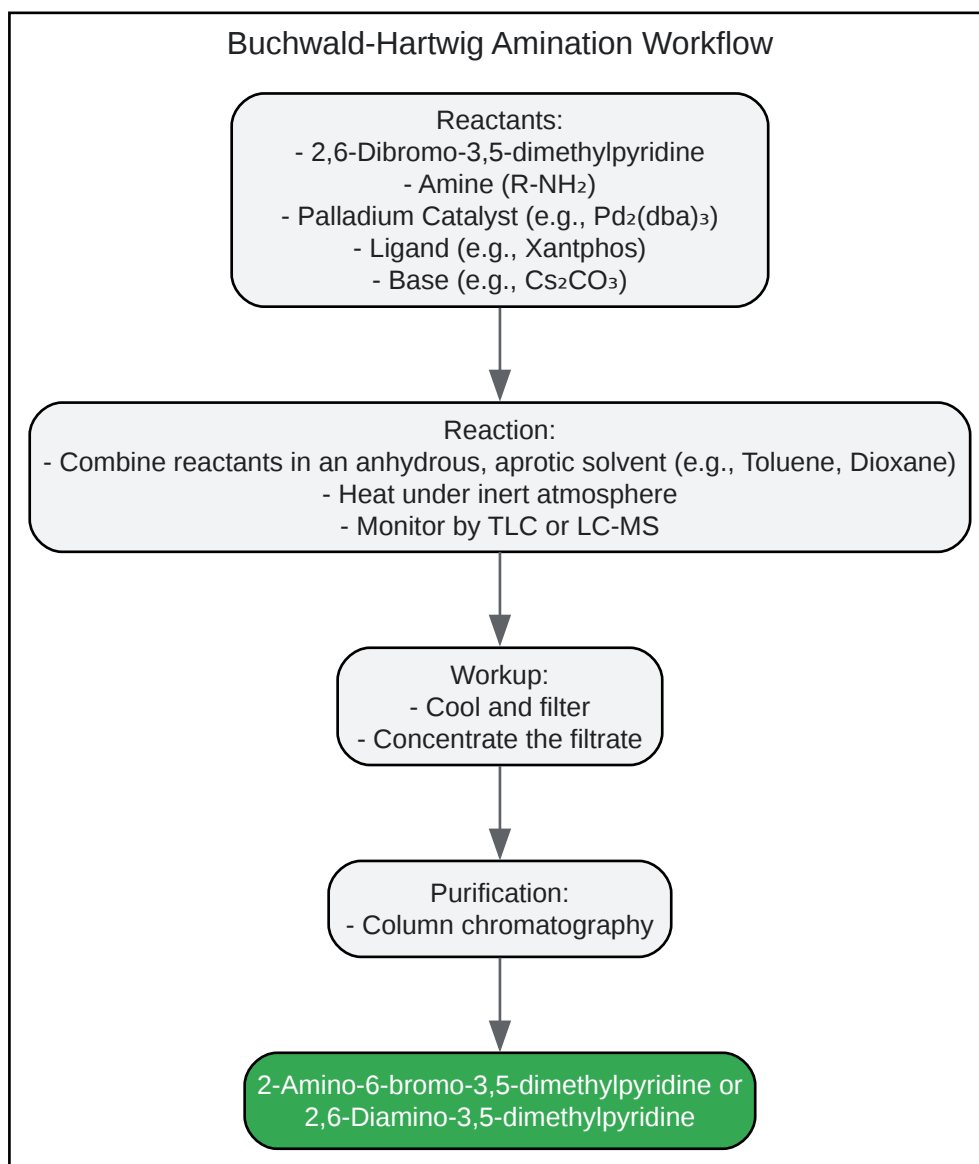 Buchwald-Hartwig Amination Workflow
Reactants:
- 2,6-Dibromo-3,5-dimethylpyridine
- Amine (R-NH₂)
- Palladium Catalyst (e.g., Pd₂(dba)₃)
- Ligand (e.g., Xantphos)
- Base (e.g., Cs₂CO₃)
Reaction:
- Combine reactants in an anhydrous, aprotic solvent (e.g., Toluene, Dioxane)
- Heat under inert atmosphere
- Monitor by TLC or LC-MS
Workup:
- Cool and filter
- Concentrate the filtrate
Purification:
- Column chromatography
2-Amino-6-bromo-3,5-dimethylpyridine or
2,6-Diamino-3,5-dimethylpyridine